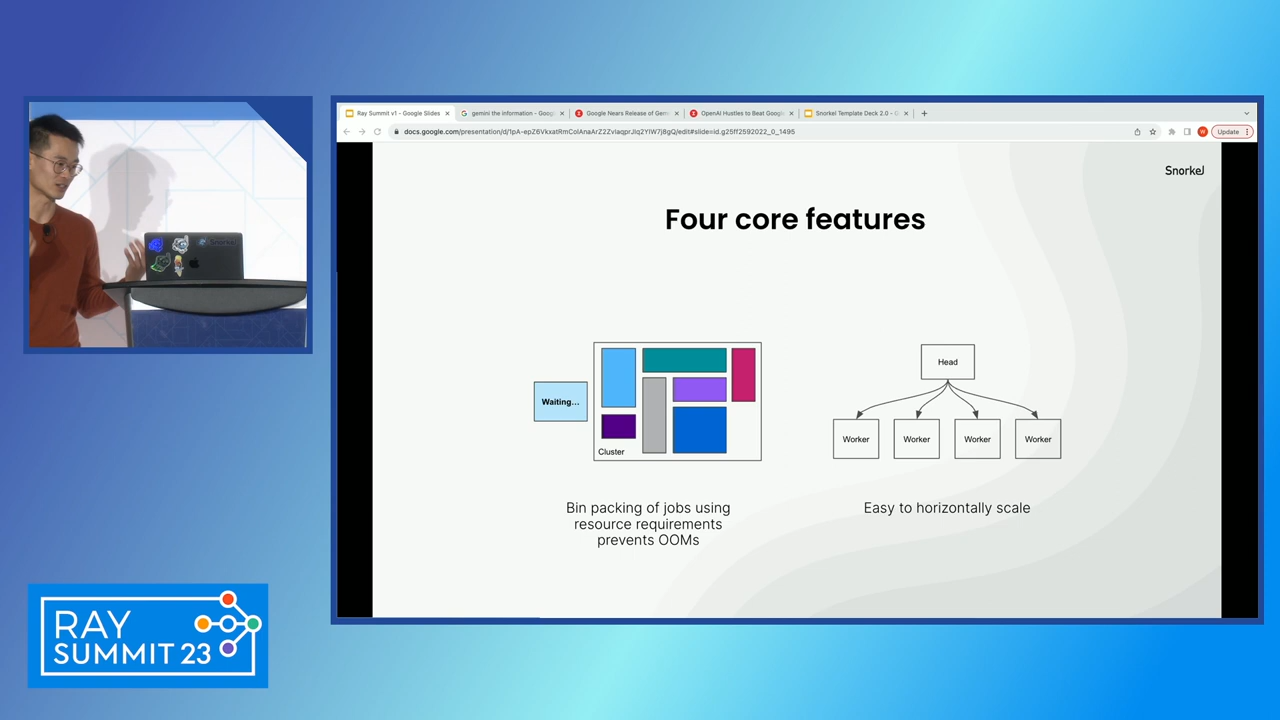 Ray Summit v1 - Google Slides
gemini the information - Goog
Google Nears Release of Gem
OpenAI Hustles to Beat Googl
Snorkel Template Deck 2.0 - G
docs.google.com/presentation/d/1pA-epZ6VkxatRmColAnaArZ2ZvlaqprJlq2YIW7j8gQ/edit#slide=id.g25ff2592022_0_1495
W
Update
Snorkel
Four core features
Waiting...
Cluster
Head
Worker
Worker
Worker
Worker
Bin packing of jobs using
resource requirements
prevents OOMs
Easy to horizontally scale
Snorkel
RAY
SUMMIT 23